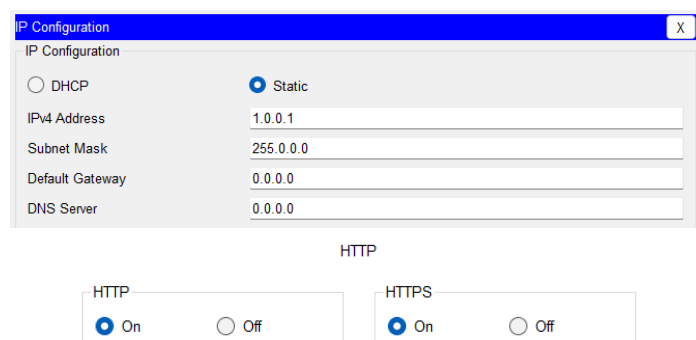 IP Configuration X
IP Configuration
DHCP Static
IPv4 Address 1.0.0.1
Subnet Mask 255.0.0.0
Default Gateway 0.0.0.0
DNS Server 0.0.0.0
HTTP
HTTP HTTPS
On Off On Off